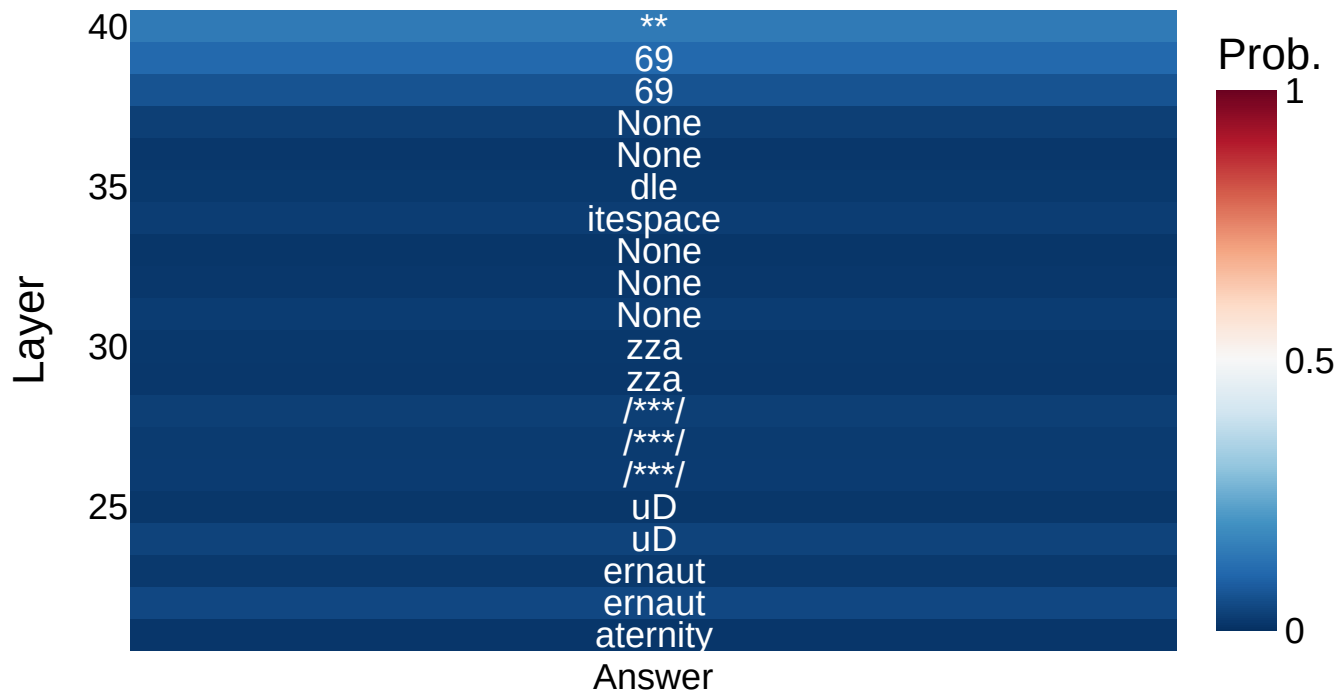 40
**
69
69
None
None
35
dle
itespace
None
None
None
30
zza
zza
/***/
/***/
/***/
25
uD
uD
ernaut
ernaut
aternity
Layer
Answer
Prob.
1
0.5
0